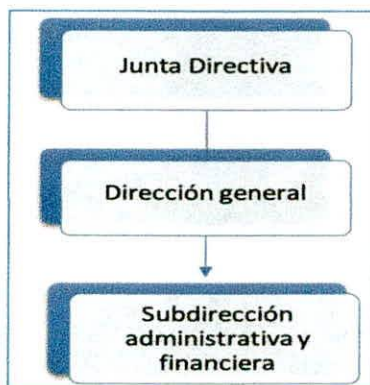 Junta Directiva
Dirección general
Subdirección
administrativa y
financiera